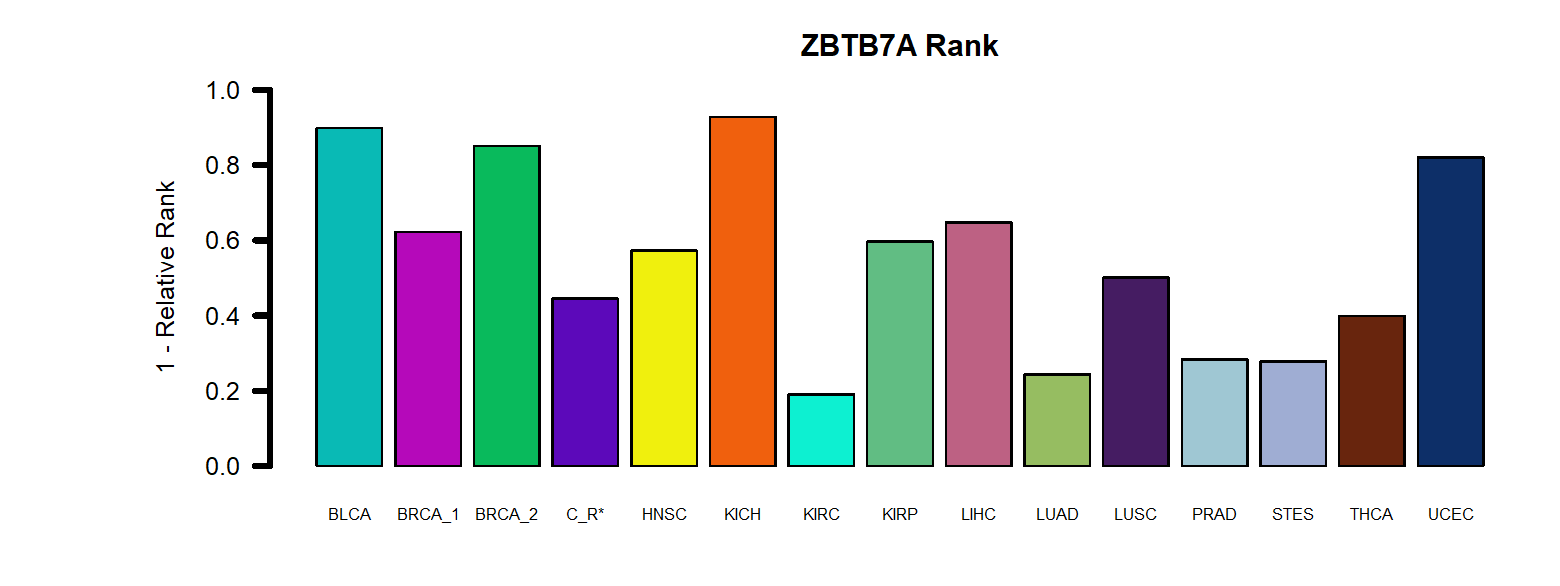 ZBTB7A Rank
1 - Relative Rank
1.0
0.8
0.6
0.4
0.2
0.0
BLCA BRCA_1 BRCA_2 C_R* HNSC KICH KIRC KIRP LIHC LUAD LUSC PRAD STES THCA UCEC